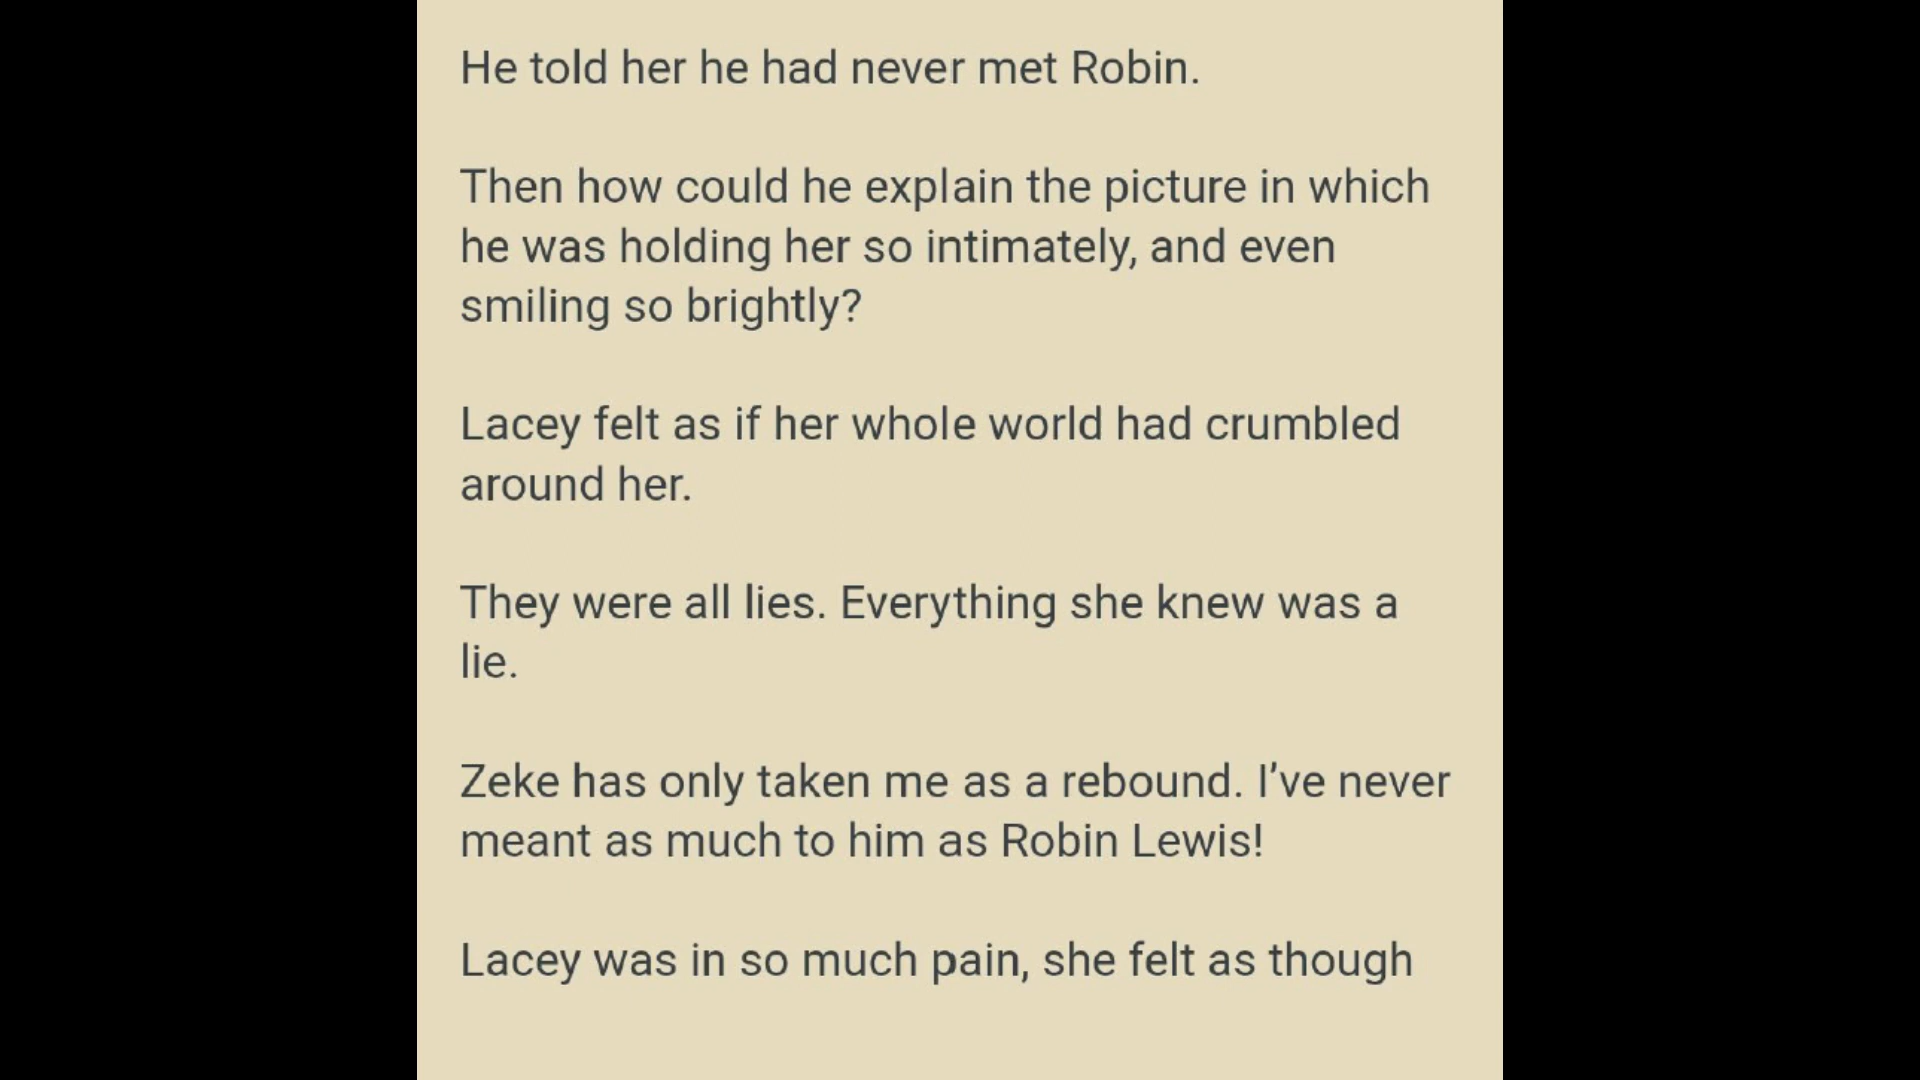 He told her he had never met Robin.
Then how could he explain the picture in which
he was holding her so intimately, and even
smiling so brightly?
Lacey felt as if her whole world had crumbled
around her.
They were all lies. Everything she knew was a
lie.
Zeke has only taken me as a rebound. I’ve never
meant as much to him as Robin Lewis!
Lacey was in so much pain, she felt as though